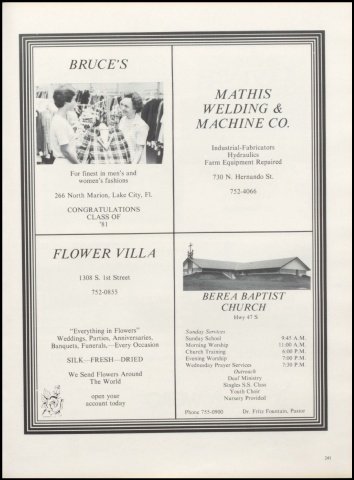 BRUCE'S
For finest in men's and
women's fashions
266 North Marion, Lake City, Fl.
CONGRATULATIONS
CLASS OF
'81
MATHIS
WELDING &
MACHINE CO.
Industrial-Fabricators
Hydraulics
Farm Equipment Repaired
730 N. Hernando St.
752-4066
FLOWER VILLA
1308 S. 1st Street
752-0855
"Everything in Flowers"
Weddings, Parties, Anniversaries,
Banquets, Funerals,—Every Occasion
SILK—FRESH—DRIED
We Send Flowers Around
The World
open your
account today
BEREA BAPTIST
CHURCH
Hwy 47 S.
Sunday Services
Sunday School 9:45 A.M.
Morning Worship 11:00 A.M.
Church Training 6:00 P.M.
Evening Worship 7:00 P.M.
Wednesday Prayer Services 7:30 P.M.
Outreach
Deaf Ministry
Singles S.S. Class
Youth Choir
Nursery Provided
Phone 755-0900 Dr. Fritz Fountain, Pastor
241